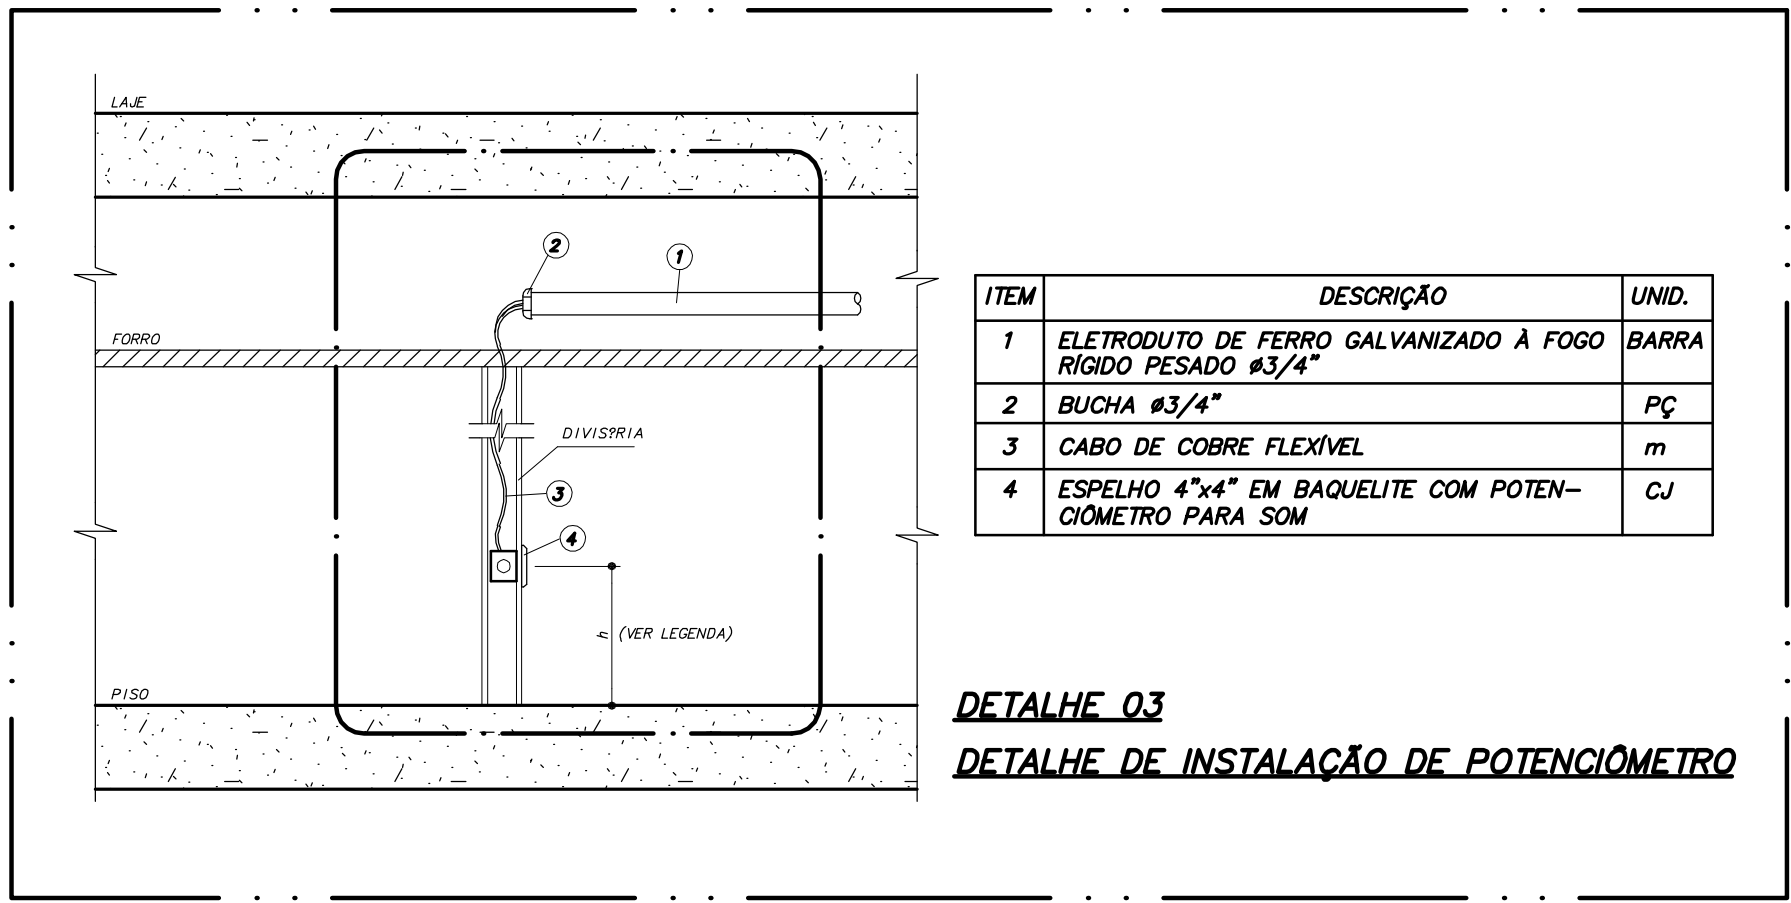 LAJE
2
1
FORRO
DIVIS?RIA
3
4
h (VER LEGENDA)
PISO
ITEM DESCRIÇÃO UNID.
1 ELETRODUTO DE FERRO GALVANIZADO À FOGO BARRA
RÍGIDO PESADO ø3/4"
2 BUCHA ø3/4" PÇ
3 CABO DE COBRE FLEXÍVEL m
4 ESPELHO 4"x4" EM BAQUELITE COM POTEN- CJ
CIÔMETRO PARA SOM
DETALHE 03
DETALHE DE INSTALAÇÃO DE POTENCIÔMETRO